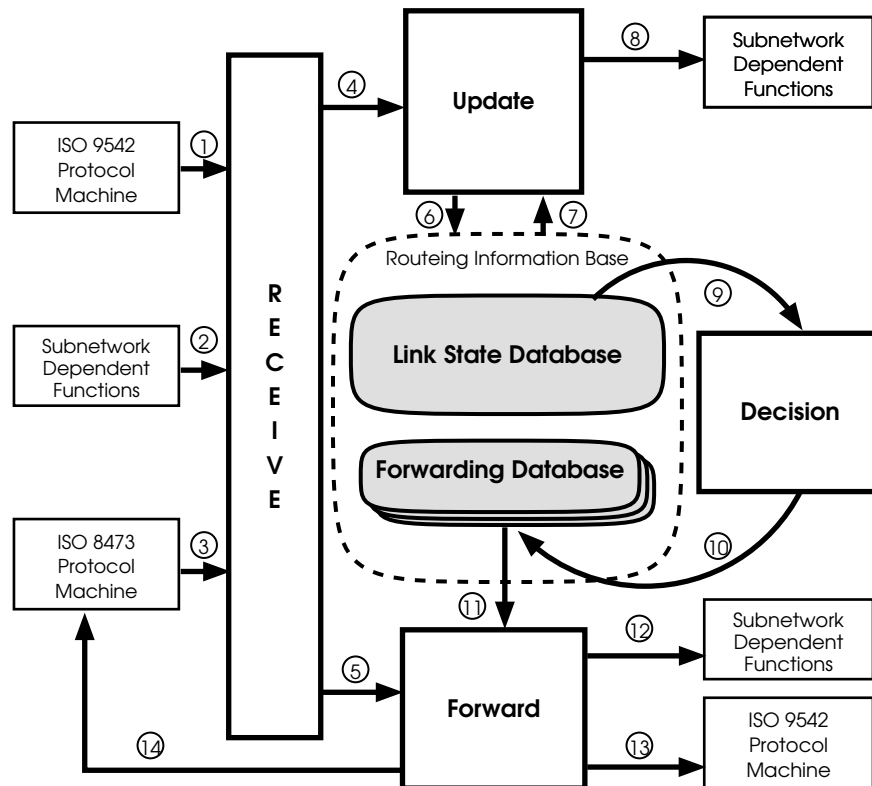 ⑧
Subnetwork
Dependent
Functions
④
Update
ISO 9542
Protocol
Machine
①
⑥
⑦
Routeing Information Base
⑨
R
E
C
E
I
V
E
Link State Database
Subnetwork
Dependent
Functions
②
Decision
Forwarding Database
ISO 8473
Protocol
Machine
③
⑩
⑪
⑫
Subnetwork
Dependent
Functions
⑤
Forward
⑭
⑬
ISO 9542
Protocol
Machine